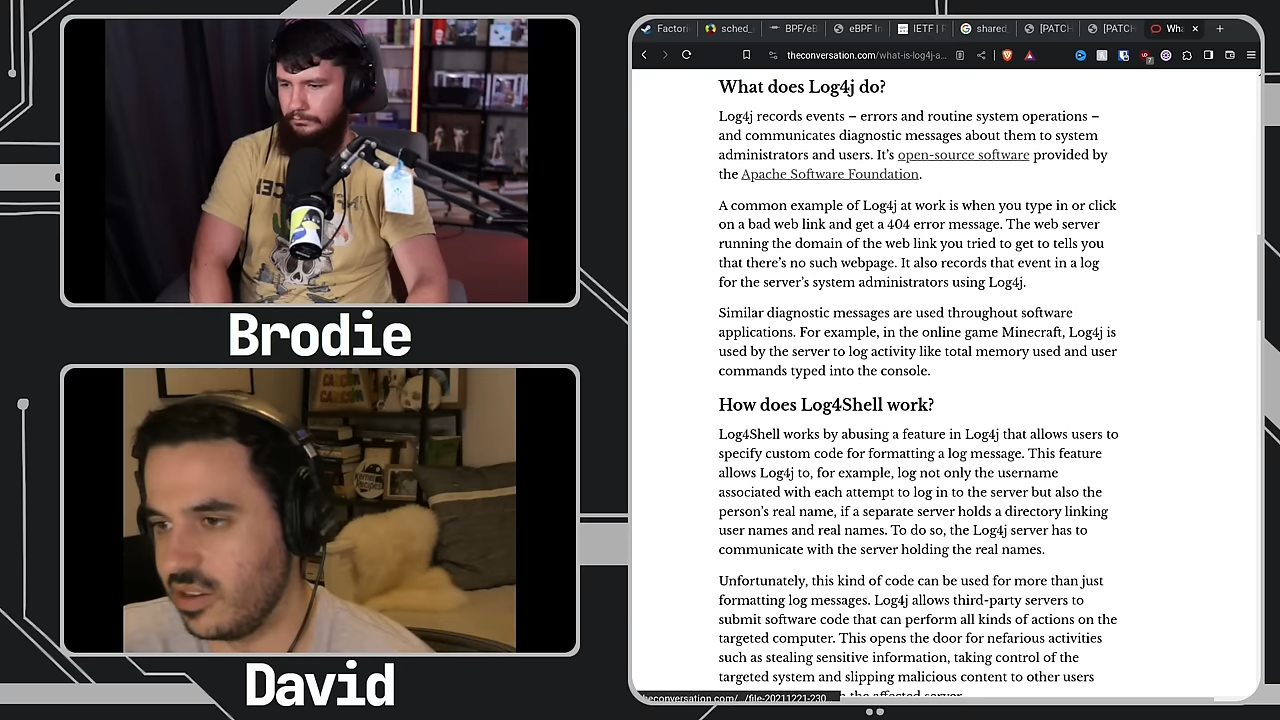 Factori
sched_
BPF/eB
eBPF In
IETF | F
shared_
[PATCH
[PATCH
Wha
theconversation.com/what-is-log4j-a...
What does Log4j do?
Log4j records events – errors and routine system operations –
and communicates diagnostic messages about them to system
administrators and users. It's open-source software provided by
the Apache Software Foundation.
A common example of Log4j at work is when you type in or click
on a bad web link and get a 404 error message. The web server
running the domain of the web link you tried to get to tells you
that there's no such webpage. It also records that event in a log
for the server's system administrators using Log4j.
Similar diagnostic messages are used throughout software
applications. For example, in the online game Minecraft, Log4j is
used by the server to log activity like total memory used and user
commands typed into the console.
How does Log4Shell work?
Log4Shell works by abusing a feature in Log4j that allows users to
specify custom code for formatting a log message. This feature
allows Log4j to, for example, log not only the username
associated with each attempt to log in to the server but also the
person's real name, if a separate server holds a directory linking
user names and real names. To do so, the Log4j server has to
communicate with the server holding the real names.
Unfortunately, this kind of code can be used for more than just
formatting log messages. Log4j allows third-party servers to
submit software code that can perform all kinds of actions on the
targeted computer. This opens the door for nefarious activities
such as stealing sensitive information, taking control of the
targeted system and slipping malicious content to other users
the affected server.
Brodie
David